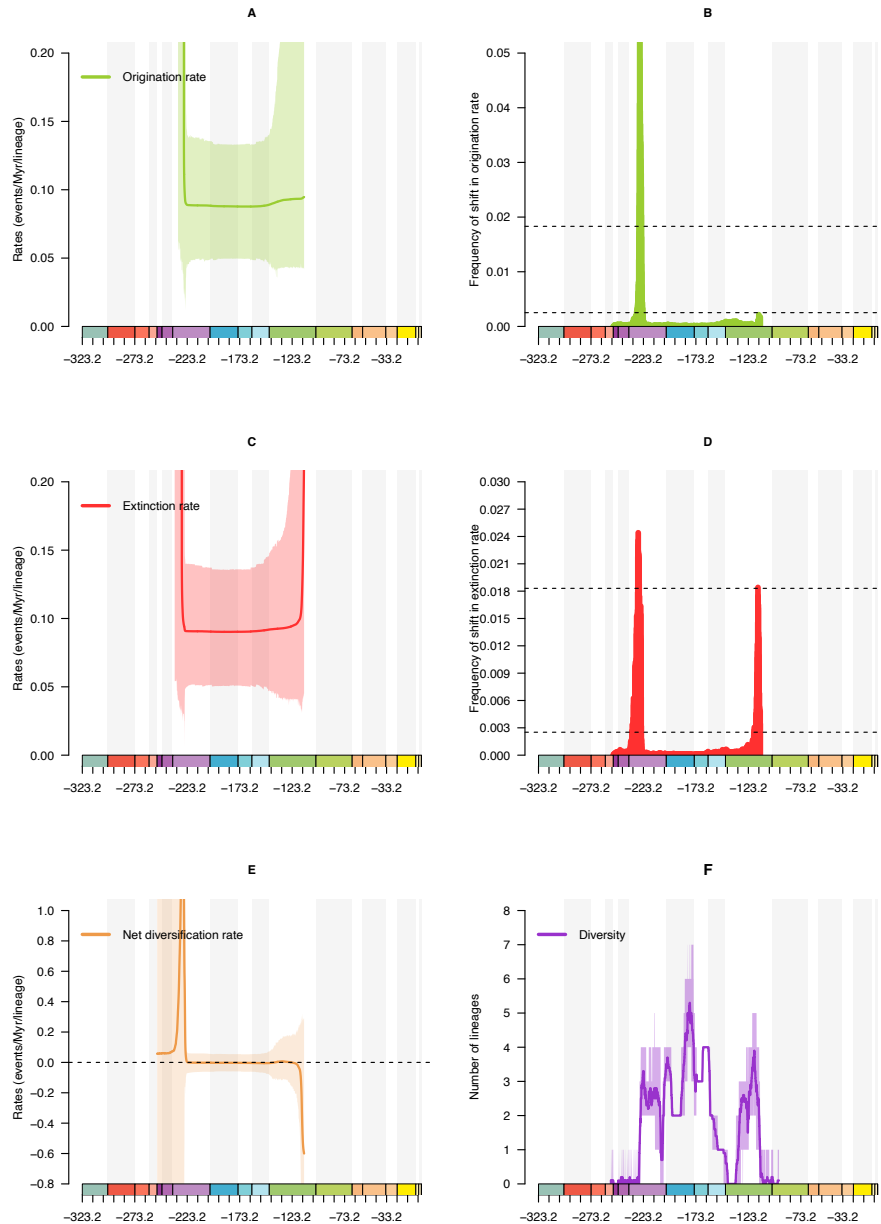 A
Rates (events/Myr/lineage)
0.20
0.15
0.10
0.05
0.00
Origination rate
−323.2 −273.2 −223.2 −173.2 −123.2 −73.2 −33.2
B
Frequency of shift in origination rate
0.05
0.04
0.03
0.02
0.01
0.00
−323.2 −273.2 −223.2 −173.2 −123.2 −73.2 −33.2
C
Rates (events/Myr/lineage)
0.20
0.15
0.10
0.05
0.00
Extinction rate
−323.2 −273.2 −223.2 −173.2 −123.2 −73.2 −33.2
D
Frequency of shift in extinction rate
0.030
0.027
0.024
0.021
0.018
0.015
0.012
0.009
0.006
0.003
0.000
−323.2 −273.2 −223.2 −173.2 −123.2 −73.2 −33.2
E
Rates (events/Myr/lineage)
1.0
0.8
0.6
0.4
0.2
0.0
−0.2
−0.4
−0.6
−0.8
Net diversification rate
−323.2 −273.2 −223.2 −173.2 −123.2 −73.2 −33.2
F
Number of lineages
8
7
6
5
4
3
2
1
0
Diversity
−323.2 −273.2 −223.2 −173.2 −123.2 −73.2 −33.2